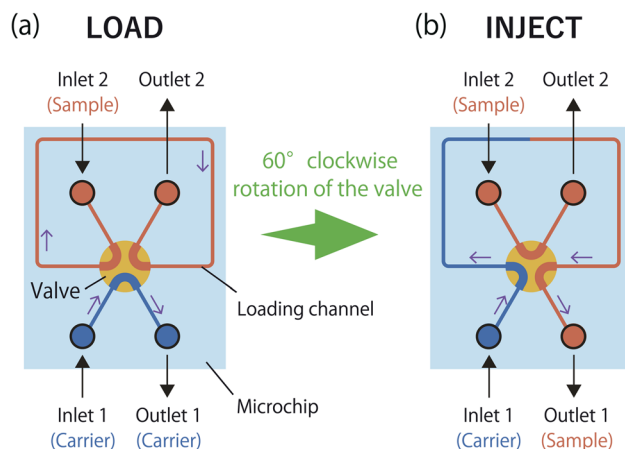 (a) LOAD
Inlet 2 Outlet 2
(Sample)
Valve
Loading channel
Microchip
Inlet 1 Outlet 1
(Carrier) (Carrier)
60° clockwise
rotation of the valve
(b) INJECT
Inlet 2 Outlet 2
(Sample)
Inlet 1 Outlet 1
(Carrier) (Sample)